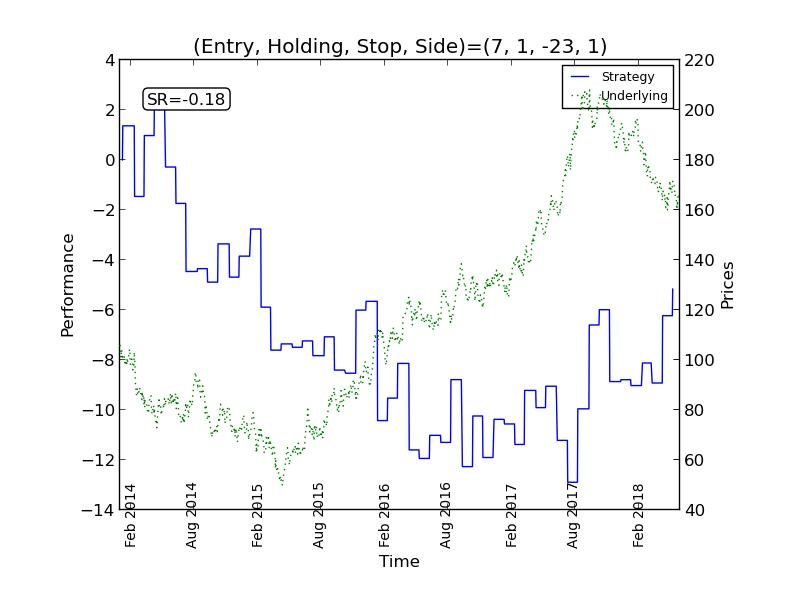 (Entry, Holding, Stop, Side)=(7, 1, -23, 1)
SR=-0.18
Strategy
Underlying
4
2
0
−2
−4
−6
−8
−10
−12
−14
Performance
220
200
180
160
140
120
100
80
60
40
Prices
Feb 2014
Aug 2014
Feb 2015
Aug 2015
Feb 2016
Aug 2016
Feb 2017
Aug 2017
Feb 2018
Time